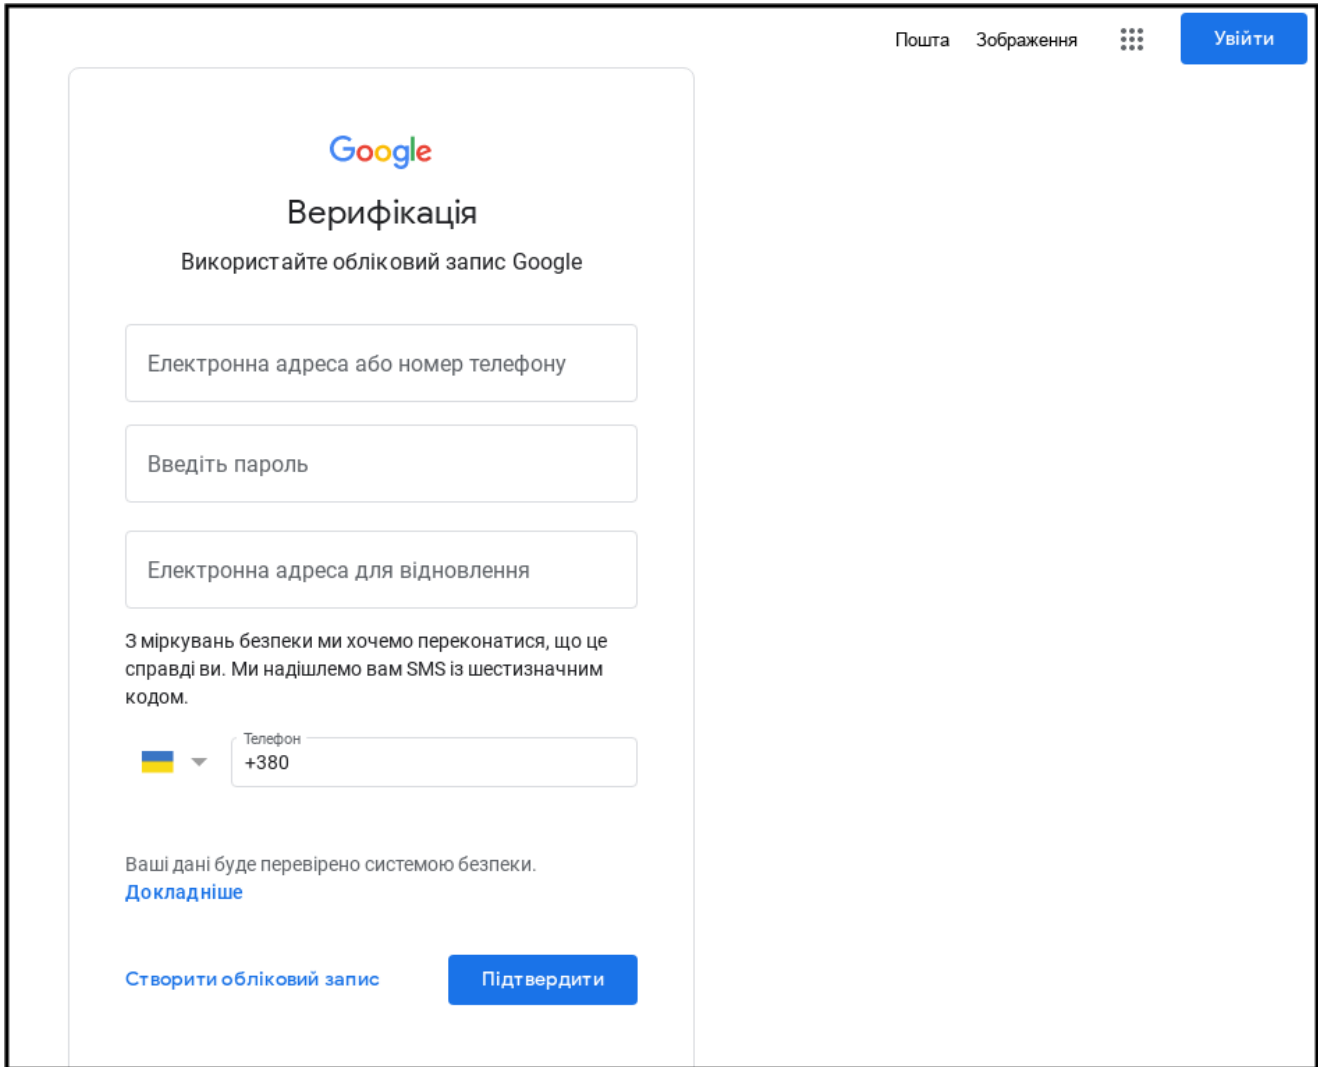 Пошта Зображення Увійти
Google
Верифікація
Використайте обліковий запис Google
Електронна адреса або номер телефону
Введіть пароль
Електронна адреса для відновлення
З міркувань безпеки ми хочемо переконатися, що це
справді ви. Ми надішлемо вам SMS із шестизначним
кодом.
Телефон
+380
Ваші дані буде перевірено системою безпеки.
Докладніше
Створити обліковий запис Підтвердити